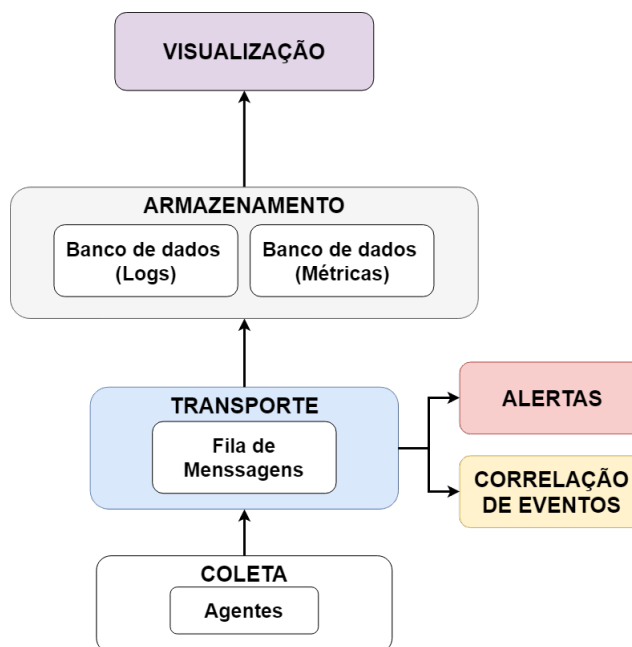 VISUALIZAÇÃO
ARMAZENAMENTO
Banco de dados
(Logs)
Banco de dados
(Métricas)
TRANSPORTE
Fila de
Menssagens
ALERTAS
CORRELAÇÃO
DE EVENTOS
COLETA
Agentes